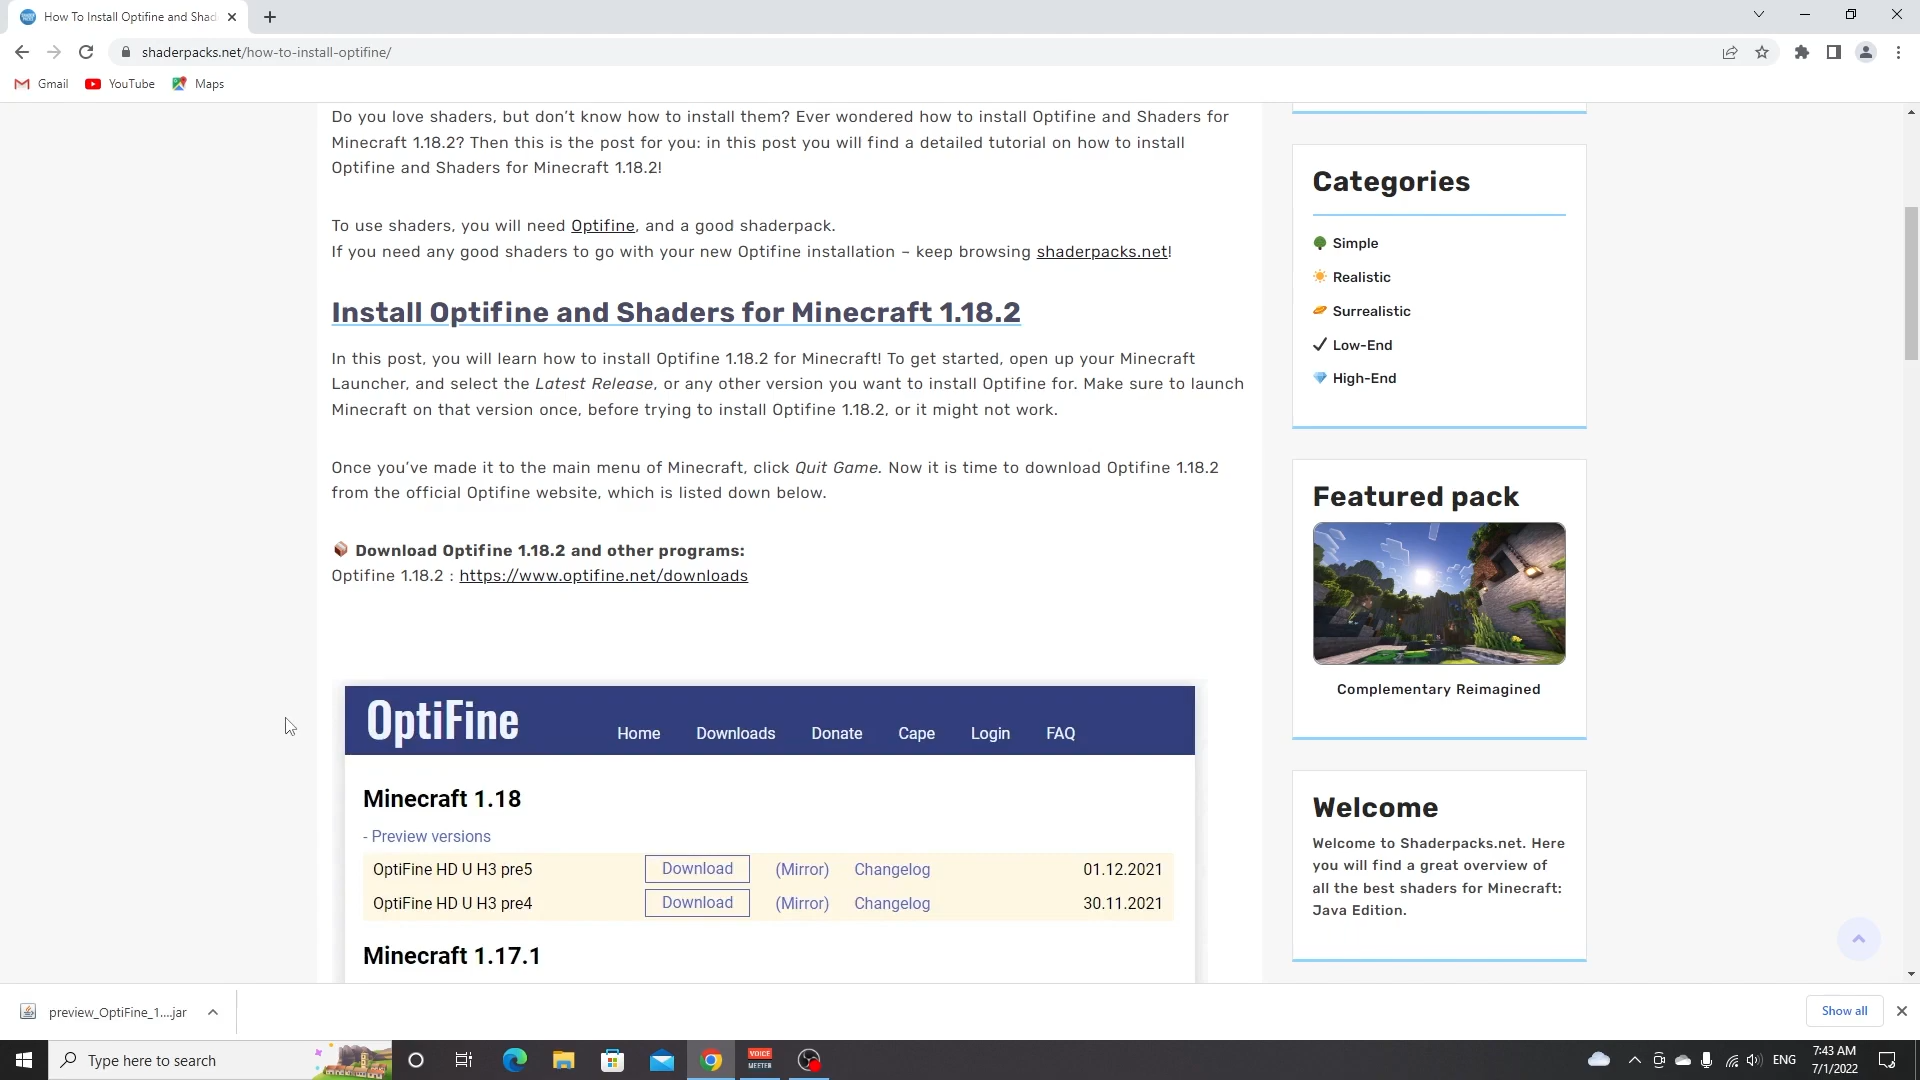 How To Install Optifine and Shad
shaderpacks.net/how-to-install-optifine/
Gmail
YouTube
Maps
Do you love shaders, but don't know how to install them? Ever wondered how to install Optifine and Shaders for
Minecraft 1.18.2? Then this is the post for you: in this post you will find a detailed tutorial on how to install
Optifine and Shaders for Minecraft 1.18.2!
To use shaders, you will need Optifine, and a good shaderpack.
If you need any good shaders to go with your new Optifine installation – keep browsing shaderpacks.net!
Install Optifine and Shaders for Minecraft 1.18.2
In this post, you will learn how to install Optifine 1.18.2 for Minecraft! To get started, open up your Minecraft
Launcher, and select the Latest Release, or any other version you want to install Optifine for. Make sure to launch
Minecraft on that version once, before trying to install Optifine 1.18.2, or it might not work.
Once you've made it to the main menu of Minecraft, click Quit Game. Now it is time to download Optifine 1.18.2
from the official Optifine website, which is listed down below.
Download Optifine 1.18.2 and other programs:
Optifine 1.18.2 : https://www.optifine.net/downloads
OptiFine
Home Downloads Donate Cape Login FAQ
Minecraft 1.18
- Preview versions
OptiFine HD U H3 pre5 Download (Mirror) Changelog 01.12.2021
OptiFine HD U H3 pre4 Download (Mirror) Changelog 30.11.2021
Minecraft 1.17.1
Categories
Simple
Realistic
Surrealistic
Low-End
High-End
Featured pack
Complementary Reimagined
Welcome
Welcome to Shaderpacks.net. Here
you will find a great overview of
all the best shaders for Minecraft:
Java Edition.
preview_OptiFine_1....jar
Show all
Type here to search
VOICE
MEETER
ENG
7:43 AM
7/1/2022